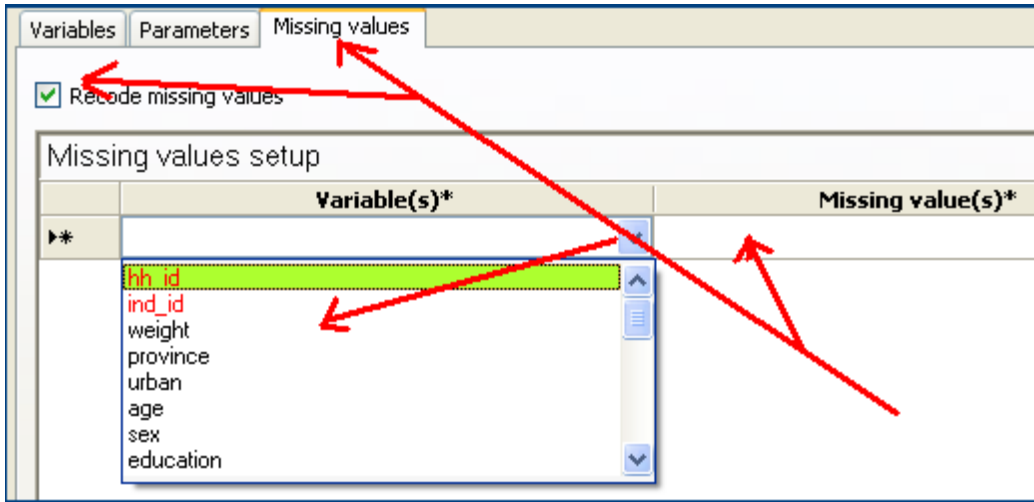 Variables Parameters Missing values
Recode missing values
Missing values setup
Variable(s)* Missing value(s)*
hh_id
ind_id
weight
province
urban
age
sex
education